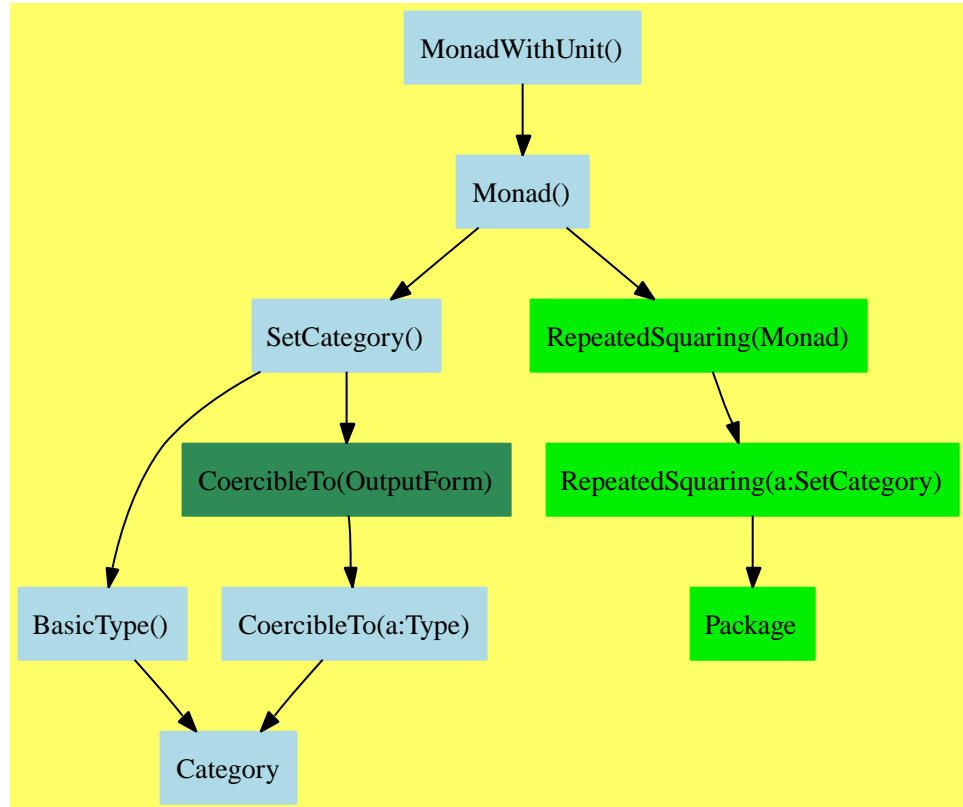 MonadWithUnit()
Monad()
SetCategory()
RepeatedSquaring(Monad)
CoercibleTo(OutputForm)
RepeatedSquaring(a:SetCategory)
BasicType()
CoercibleTo(a:Type)
Package
Category